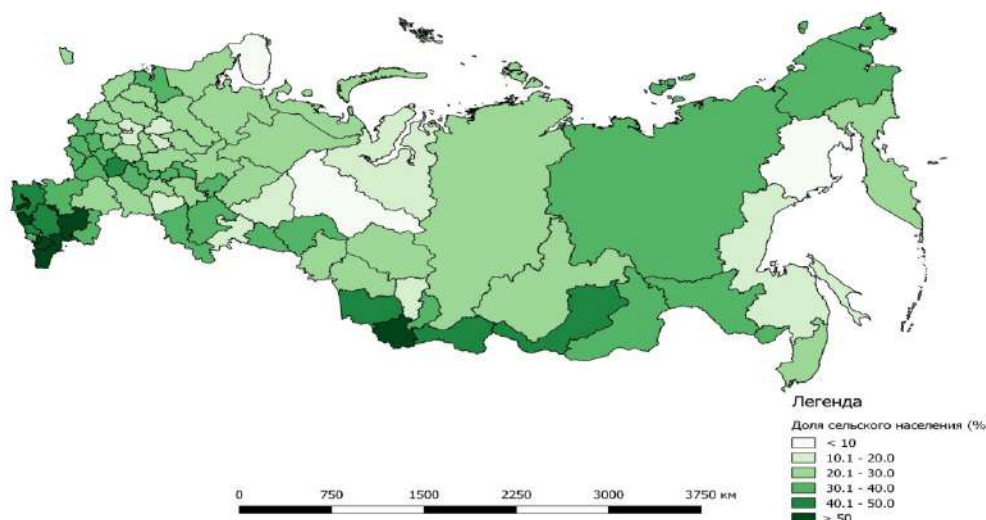 Легенда
Доля сельского населения (%
< 10
10.1 - 20.0
20.1 - 30.0
30.1 - 40.0
40.1 - 50.0
> 50
0 750 1500 2250 3000 3750 км